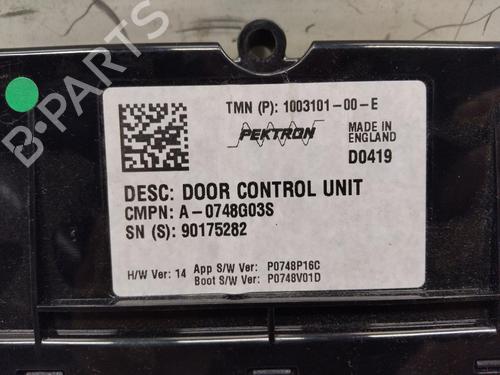 TMN (P): 1003101-00-E
PEKTRON
MADE IN
ENGLAND
D0419
DESC: DOOR CONTROL UNIT
CMPN: A-0748G03S
SN (S): 90175282
H/W Ver: 14 App S/W Ver: P0748P16C
Boot S/W Ver: P0748V01D
B-PARTS